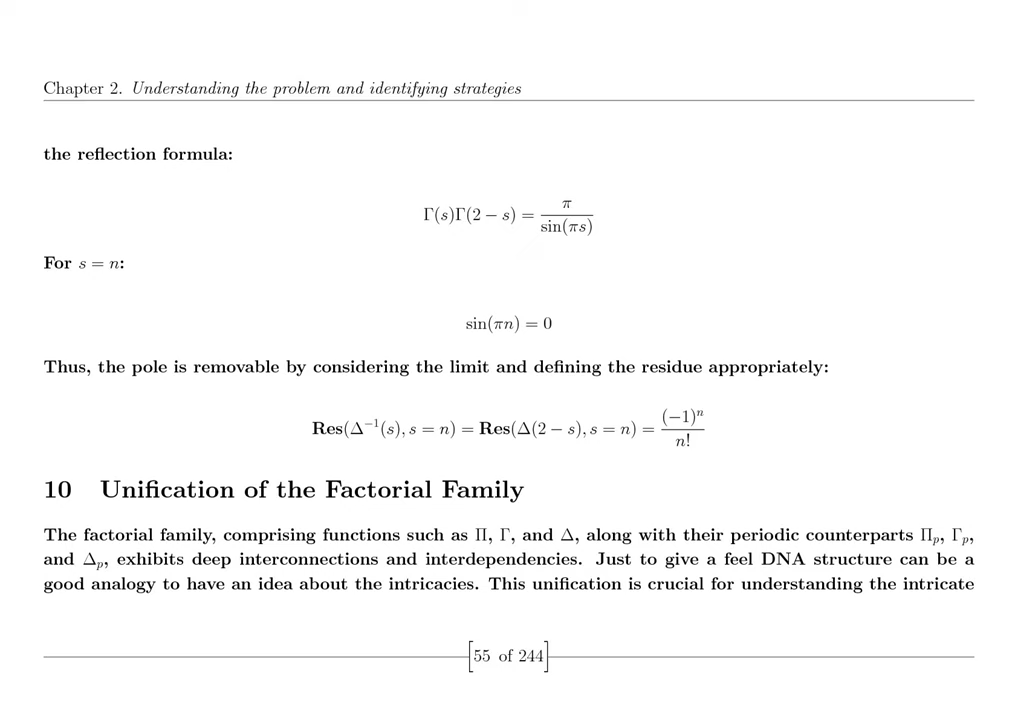 Chapter 2. Understanding the problem and identifying strategies
the reflection formula:
Γ(s)Γ(2 − s) = π / sin(πs)
For s = n:
sin(πn) = 0
Thus, the pole is removable by considering the limit and defining the residue appropriately:
Res(Δ⁻¹(s), s = n) = Res(Δ(2 − s), s = n) = (−1)ⁿ / n!
10 Unification of the Factorial Family
The factorial family, comprising functions such as Π, Γ, and Δ, along with their periodic counterparts Πₚ, Γₚ,
and Δₚ, exhibits deep interconnections and interdependencies. Just to give a feel DNA structure can be a
good analogy to have an idea about the intricacies. This unification is crucial for understanding the intricate
[55 of 244]